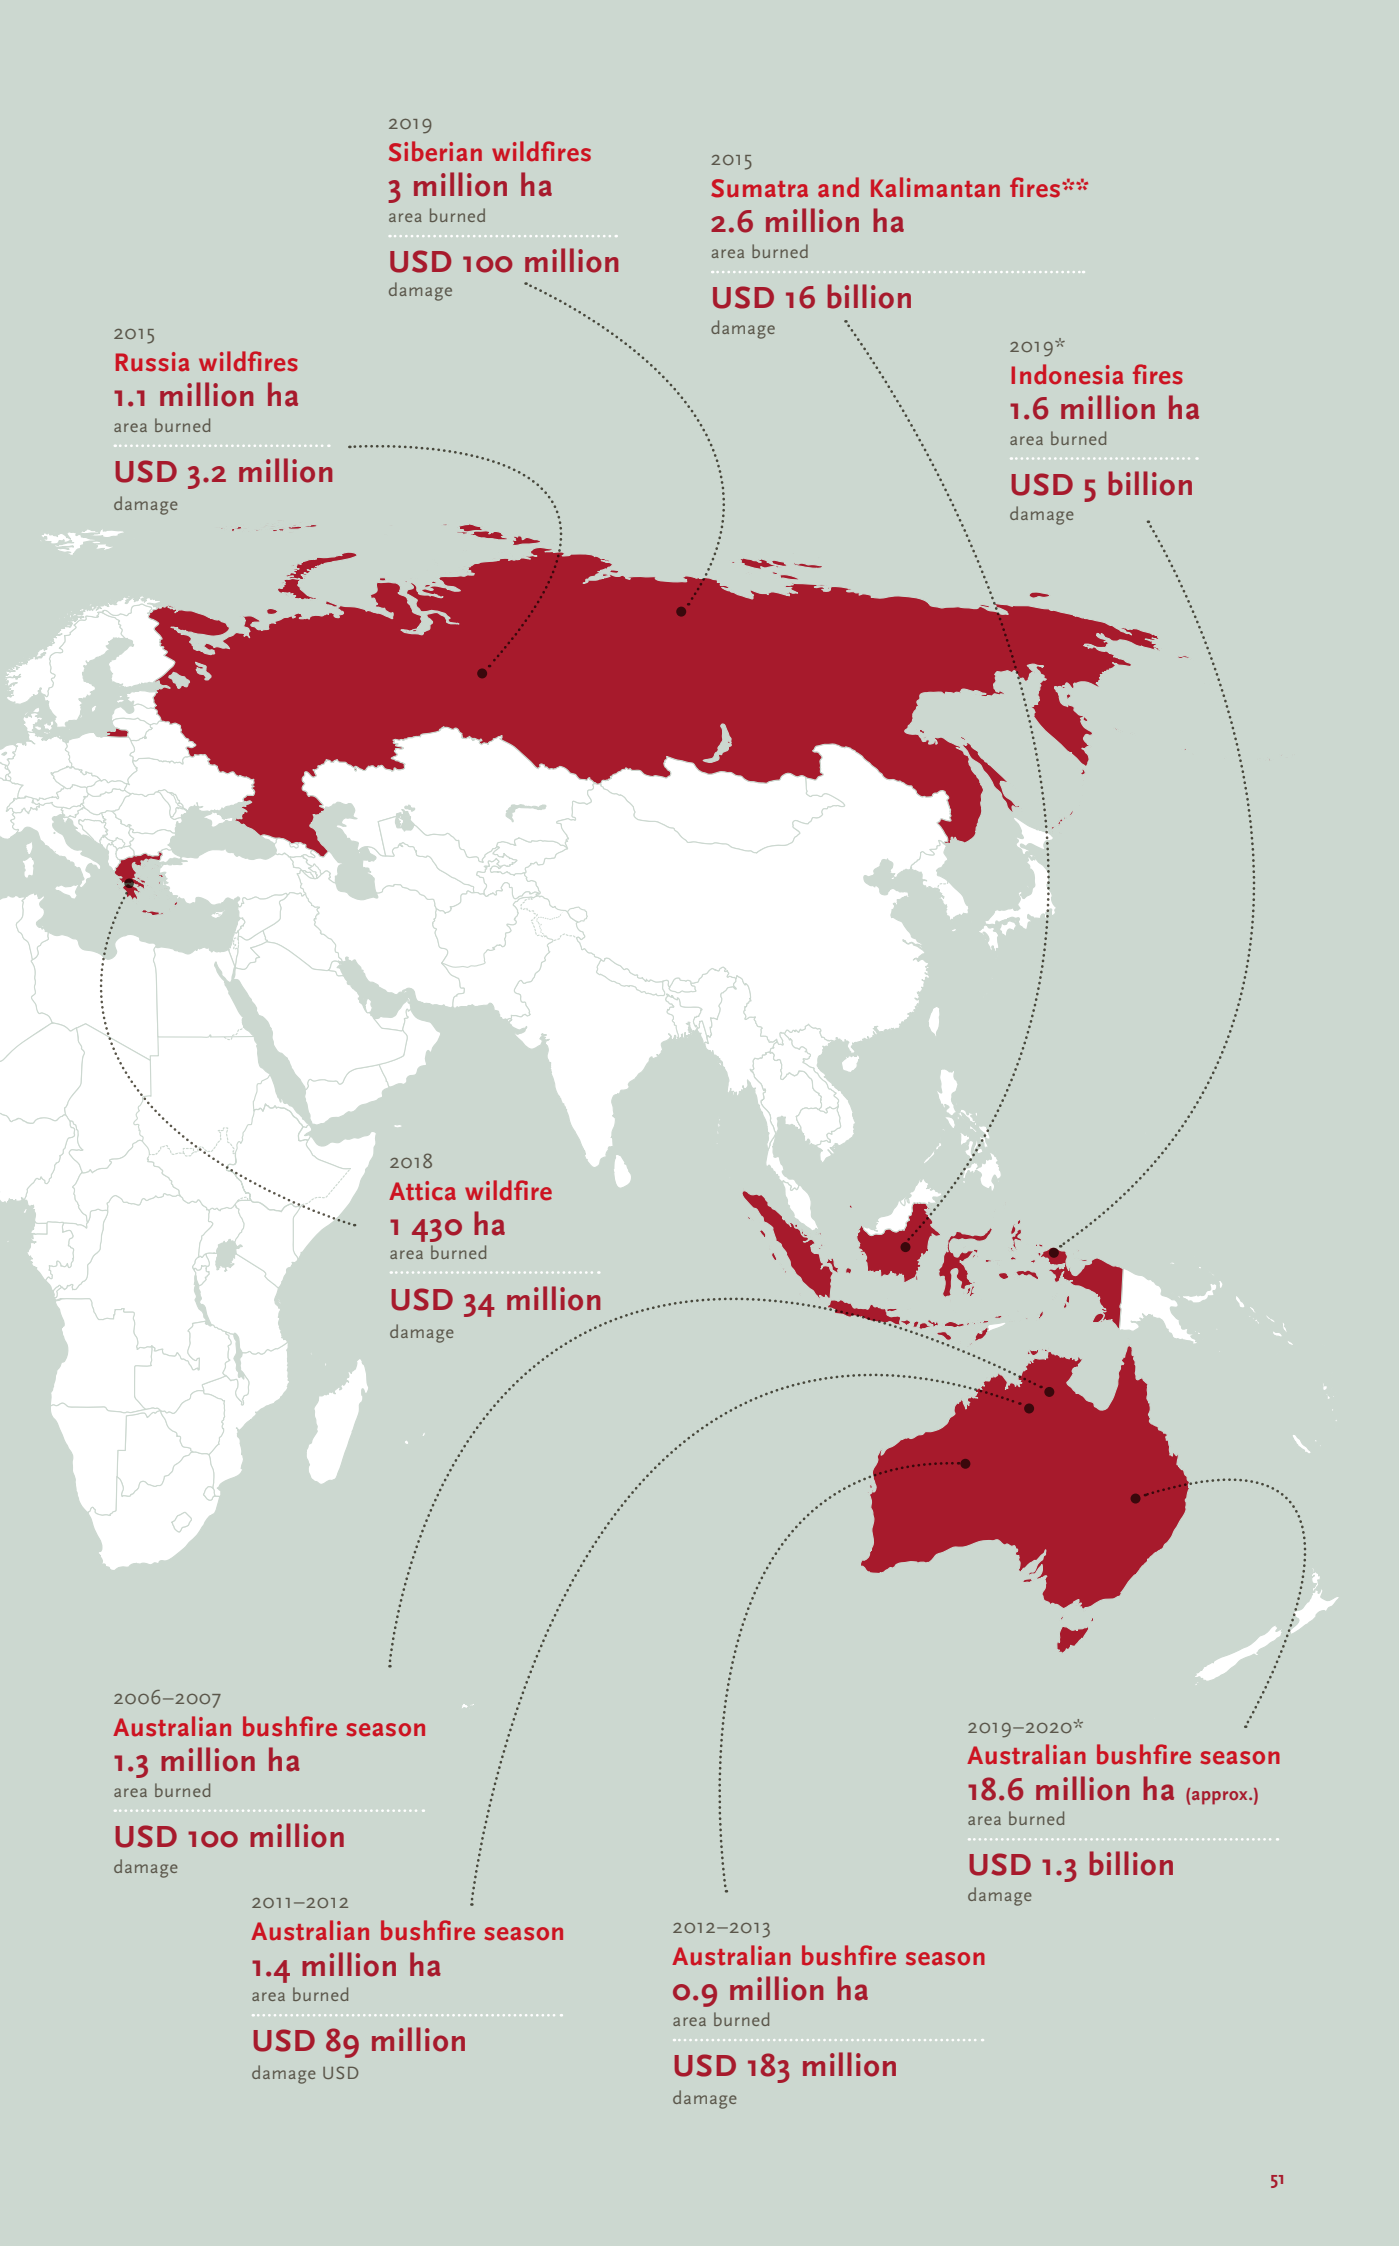 2019
Siberian wildfires
3 million ha
area burned
USD 100 million
damage
2015
Sumatra and Kalimantan fires**
2.6 million ha
area burned
USD 16 billion
damage
2015
Russia wildfires
1.1 million ha
area burned
USD 3.2 million
damage
2019*
Indonesia fires
1.6 million ha
area burned
USD 5 billion
damage
2018
Attica wildfire
1 430 ha
area burned
USD 34 million
damage
2006–2007
Australian bushfire season
1.3 million ha
area burned
USD 100 million
damage
2011–2012
Australian bushfire season
1.4 million ha
area burned
USD 89 million
damage USD
2012–2013
Australian bushfire season
0.9 million ha
area burned
USD 183 million
damage
2019–2020*
Australian bushfire season
18.6 million ha (approx.)
area burned
USD 1.3 billion
damage
51